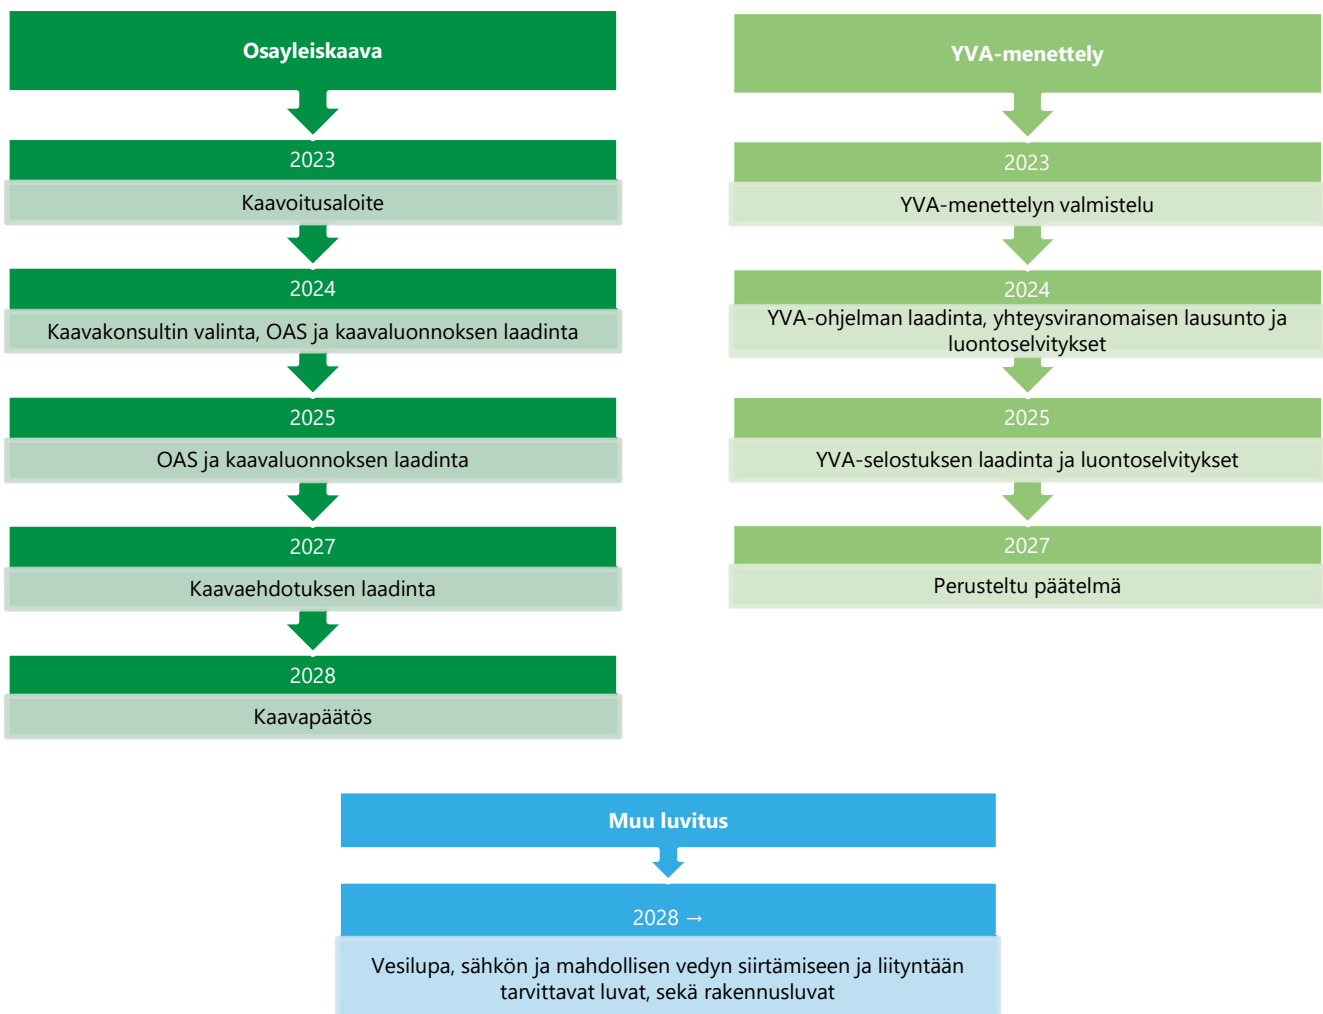 Osayleiskaava
2023
Kaavoitusaloite
2024
Kaavakonsultin valinta, OAS ja kaavaluonnoksen laadinta
2025
OAS ja kaavaluonnoksen laadinta
2027
Kaavaehdotuksen laadinta
2028
Kaavapäätös
YVA-menettely
2023
YVA-menettelyn valmistelu
2024
YVA-ohjelman laadinta, yhteysviranomaisen lausunto ja
luontoselvitykset
2025
YVA-selostuksen laadinta ja luontoselvitykset
2027
Perusteltu päätelmä
Muu luvitus
2028 →
Vesilupa, sähkön ja mahdollisen vedyn siirtämiseen ja liityntään
tarvittavat luvat, sekä rakennusluvat